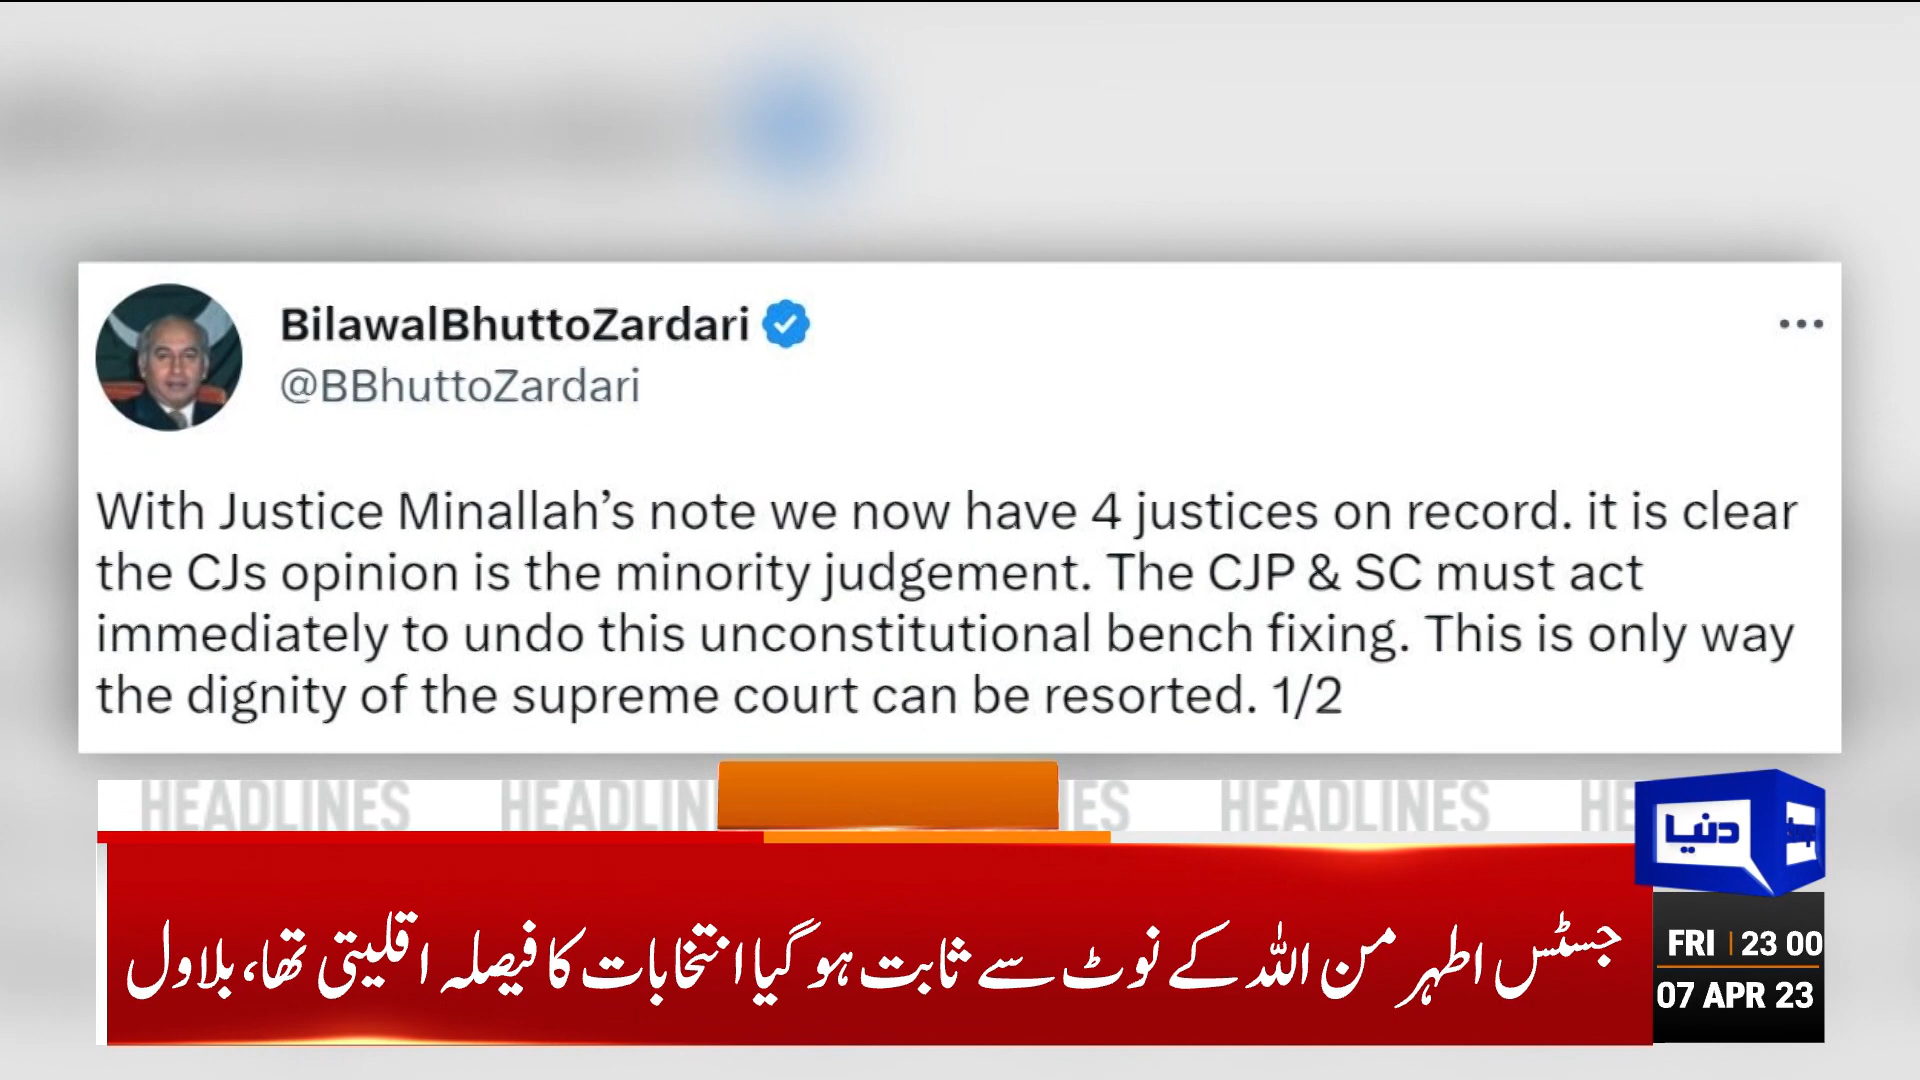 BilawalBhuttoZardari
@BBhuttoZardari
With Justice Minallah’s note we now have 4 justices on record. it is clear
the CJs opinion is the minority judgement. The CJP & SC must act
immediately to undo this unconstitutional bench fixing. This is only way
the dignity of the supreme court can be resorted. 1/2
HEADLINES HEADLIN ES HEADLINES HE
دنیا
جسٹس اطہر من اللہ کے نوٹ سے ثابت ہو گیا انتخابات کا فیصلہ اقلیتی تھا، بلاول
FRI | 23 00
07 APR 23